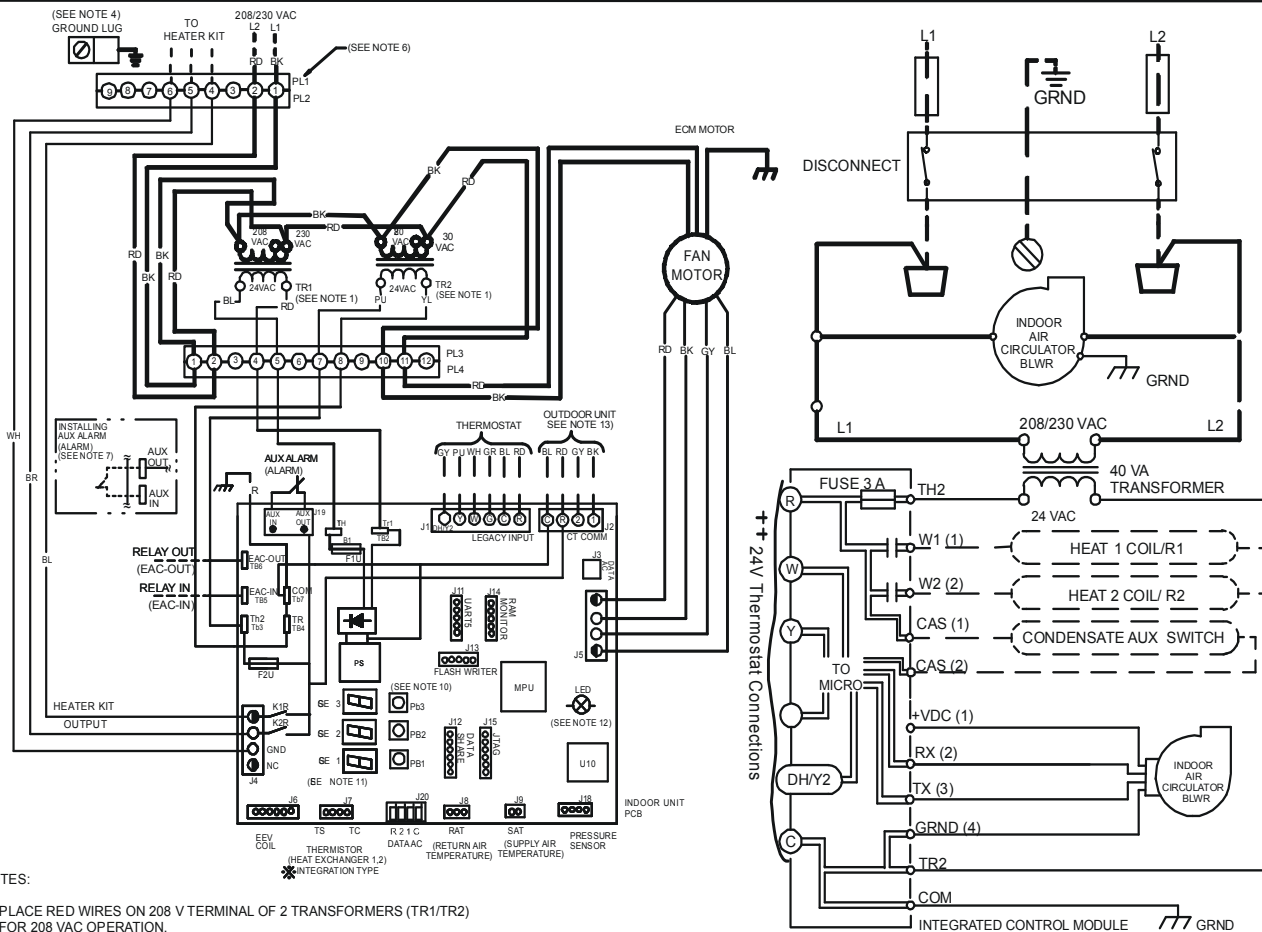 (SEE NOTE 4)
GROUND LUG
TO
HEATER KIT
208/230 VAC
L2 L1
RD BK
(SEE NOTE 6)
PL1
PL2
9 8 7 6 5 4 3 2 1
ECM MOTOR
BK
RD
BK
RD
208
VAC
230
VAC
80
VAC
30
VAC
24VAC
TR1
(SEE NOTE 1)
24VAC
TR2
(SEE NOTE 1)
BL
RD
PU
YL
RD
BK
BK
RD
FAN
MOTOR
RD BK GY BL
1 2 3 4 5 6 7 8 9 10 11 12
PL3
PL4
RD
BK
WH
BR
BL
INSTALLING
AUX ALARM
(ALARM)
(SEE NOTE 7)
AUX
OUT
AUX
IN
AUX ALARM
(ALARM)
R
THERMOSTAT
GY PU WH GR BL RD
OUTDOOR UNIT
SEE NOTE 13)
BL RD GY BK
AUX
IN
AUX
OUT
J19
TH
B1
F1U
Tr1
TB2
J1
DH/Y2
Y W G C R
LEGACY INPUT
C R 2 1
J2
CT COMM
J3
DATA
AC
RELAY OUT
(EAC-OUT)
EAC-OUT
TB6
RELAY IN
(EAC-IN)
EAC-IN
TB5
COM
Tb7
Th2
Tb3
TR
TB4
F2U
PS
J11
UART5
J14
RAM
MONITOR
J13
FLASH WRITER
J5
MPU
LED
(SEE NOTE 12)
U10
(SEE NOTE 10)
SE 3
Pb3
SE 2
PB2
SE 1
PB1
(SE NOTE 11)
J12
DATA
SHARE
J15
JTAG
HEATER KIT
OUTPUT
K1R
K2R
GND
NC
J4
J6
J7
J20
J8
J9
J18
INDOOR UNIT
PCB
EEV
COIL
TS TC
THERMISTOR
(HEAT EXCHANGER 1,2)
※INTEGRATION TYPE
R 2 1 C
DATA AC
RAT
(RETURN AIR
TEMPERATURE)
SAT
(SUPPLY AIR
TEMPERATURE)
PRESSURE
SENSOR
TES:
PLACE RED WIRES ON 208 V TERMINAL OF 2 TRANSFORMERS (TR1/TR2)
FOR 208 VAC OPERATION.
L1
L2
GRND
DISCONNECT
INDOOR
AIR
CIRCULATOR
BLWR
GRND
L1
208/230 VAC
L2
40 VA
TRANSFORMER
24 VAC
FUSE 3 A
TH2
R
W
Y
DH/Y2
C
++ 24V Thermostat Connections
TO
MICRO
W1 (1)
HEAT 1 COIL/R1
W2 (2)
HEAT 2 COIL/ R2
CAS (1)
CONDENSATE AUX SWITCH
CAS (2)
+VDC (1)
RX (2)
TX (3)
GRND (4)
TR2
COM
INDOOR
AIR
CIRCULATOR
BLWR
INTEGRATED CONTROL MODULE
GRND